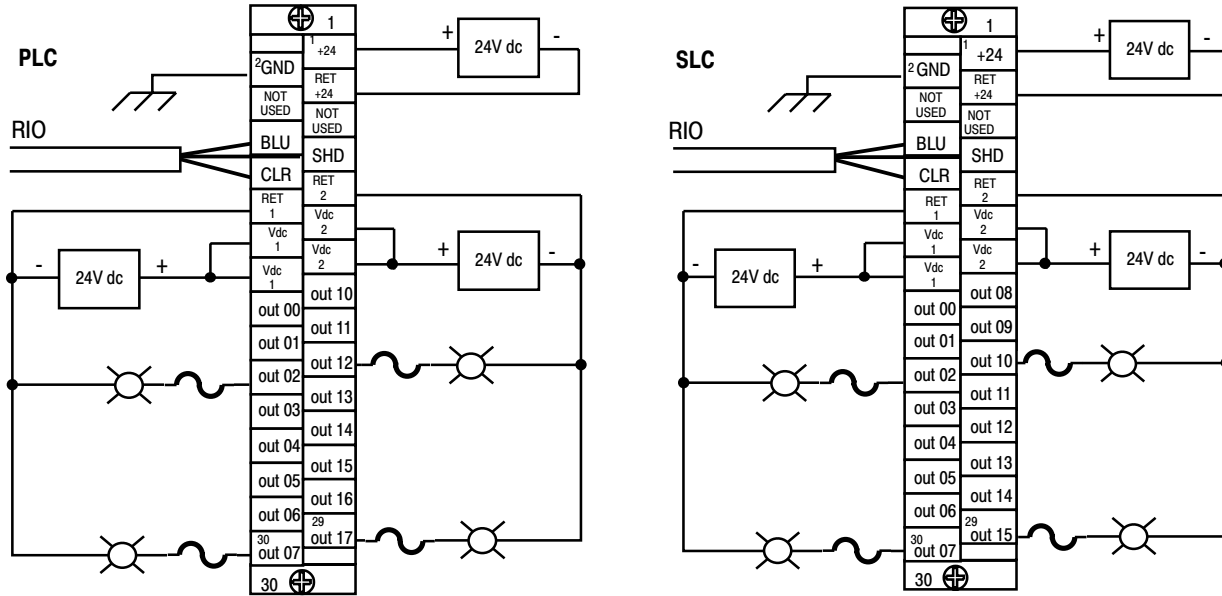 PLC
RIO
1
1
+24
2 GND
RET
+24
NOT
USED
NOT
USED
BLU
SHD
CLR
RET
2
RET
1
Vdc
2
Vdc
1
Vdc
2
Vdc
1
out 10
out 00
out 11
out 01
out 12
out 02
out 13
out 03
out 14
out 04
out 15
out 05
out 16
out 06
29
out 17
30
out 07
30
+ 24V dc -
- 24V dc +
+ 24V dc -
SLC
RIO
1
1
+24
2 GND
RET
+24
NOT
USED
NOT
USED
BLU
SHD
CLR
RET
2
RET
1
Vdc
2
Vdc
1
Vdc
2
Vdc
1
out 08
out 00
out 09
out 01
out 10
out 02
out 11
out 03
out 12
out 04
out 13
out 05
out 14
out 06
29
out 15
30
out 07
30
+ 24V dc -
- 24V dc +
+ 24V dc -